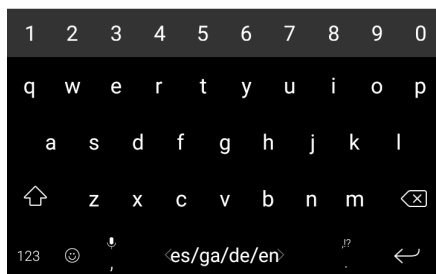 1 2 3 4 5 6 7 8 9 0
q w e r t y u i o p
a s d f g h j k l
z x c v b n m
123 , es/ga/de/en ,!? .